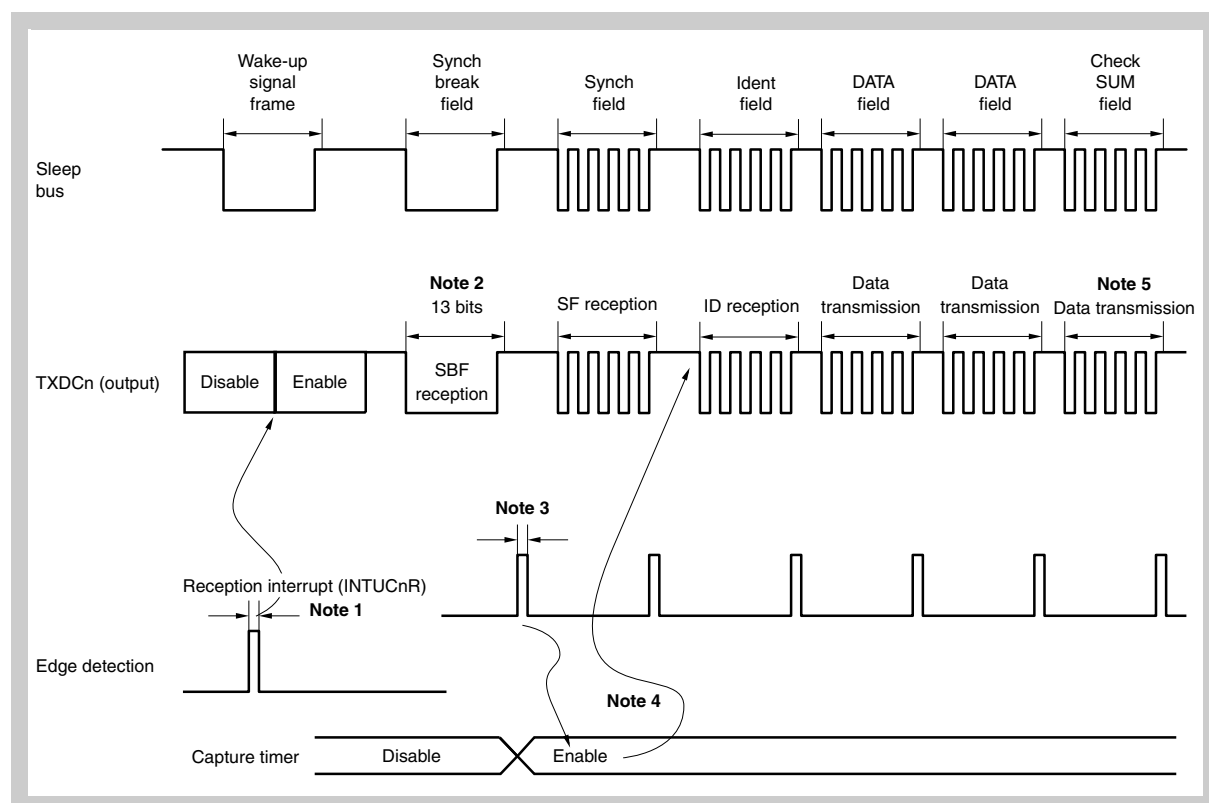 Wake-up
signal
frame
Synch
break
field
Synch
field
Ident
field
DATA
field
DATA
field
Check
SUM
field
Sleep
bus
Note 2
13 bits
SF reception
ID reception
Data
transmission
Data
transmission
Note 5
Data transmission
TXDCn (output)
Disable
Enable
SBF
reception
Note 3
Reception interrupt (INTUCnR)
Note 1
Edge detection
Note 4
Capture timer
Disable
Enable